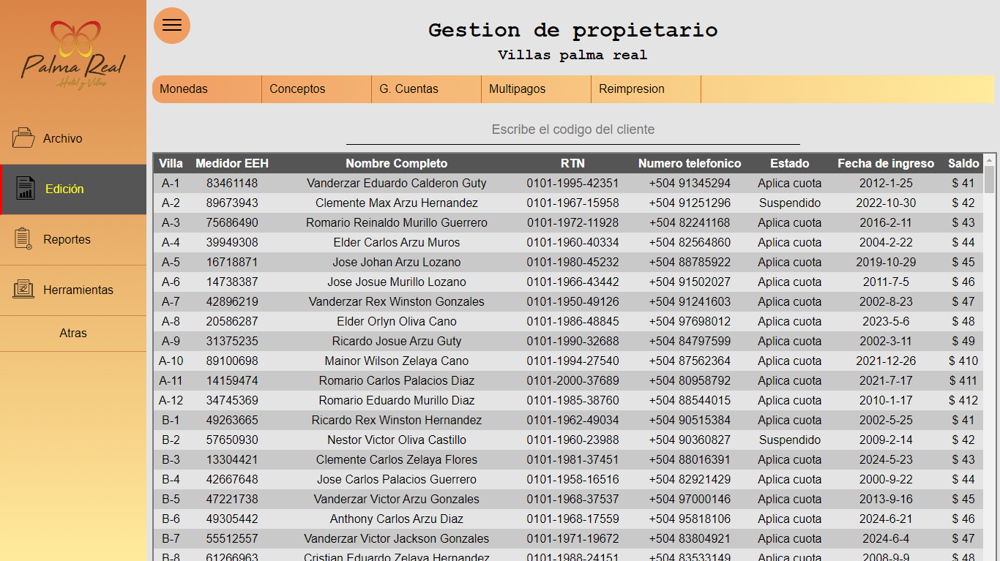 Palma Real
Hotel y Villas
Archivo
Edición
Reportes
Herramientas
Atras
Gestion de propietario
Villas palma real
Monedas Conceptos G. Cuentas Multipagos Reimpresion
Escribe el codigo del cliente
Villa Medidor EEH Nombre Completo RTN Numero telefonico Estado Fecha de ingreso Saldo
A-1 83461148 Vanderzar Eduardo Calderon Guty 0101-1995-42351 +504 91345294 Aplica cuota 2012-1-25 $ 41
A-2 89673943 Clemente Max Arzu Hernandez 0101-1967-15958 +504 91251296 Suspendido 2022-10-30 $ 42
A-3 75686490 Romario Reinaldo Murillo Guerrero 0101-1972-11928 +504 82241168 Aplica cuota 2016-2-11 $ 43
A-4 39949308 Elder Carlos Arzu Muros 0101-1960-40334 +504 82564860 Aplica cuota 2004-2-22 $ 44
A-5 16718871 Jose Johan Arzu Lozano 0101-1980-45232 +504 88785922 Aplica cuota 2019-10-29 $ 45
A-6 14738387 Jose Josue Murillo Lozano 0101-1966-43442 +504 91502027 Aplica cuota 2011-7-5 $ 46
A-7 42896219 Vanderzar Rex Winston Gonzales 0101-1950-49126 +504 91241603 Aplica cuota 2002-8-23 $ 47
A-8 20586287 Elder Orlyn Oliva Cano 0101-1986-48845 +504 97698012 Aplica cuota 2023-5-6 $ 48
A-9 31375235 Ricardo Josue Arzu Guty 0101-1990-32688 +504 84797599 Aplica cuota 2002-3-11 $ 49
A-10 89100698 Mainor Wilson Zelaya Cano 0101-1994-27540 +504 87562364 Aplica cuota 2021-12-26 $ 410
A-11 14159474 Romario Carlos Palacios Diaz 0101-2000-37689 +504 80958792 Aplica cuota 2021-7-17 $ 411
A-12 34745369 Romario Eduardo Murillo Diaz 0101-1985-38760 +504 88544015 Aplica cuota 2010-1-17 $ 412
B-1 49263665 Ricardo Rex Winston Hernandez 0101-1962-49034 +504 90515384 Aplica cuota 2002-5-25 $ 41
B-2 57650930 Nestor Victor Oliva Castillo 0101-1960-23988 +504 90360827 Suspendido 2009-2-14 $ 42
B-3 13304421 Clemente Carlos Zelaya Flores 0101-1981-37451 +504 88016391 Aplica cuota 2024-5-23 $ 43
B-4 42667648 Jose Carlos Palacios Guerrero 0101-1958-16516 +504 82921429 Aplica cuota 2000-9-22 $ 44
B-5 47221738 Vanderzar Victor Arzu Gonzales 0101-1968-37537 +504 97000146 Aplica cuota 2013-9-16 $ 45
B-6 49305442 Anthony Carlos Arzu Diaz 0101-1968-17559 +504 95818106 Aplica cuota 2024-6-21 $ 46
B-7 55512557 Vanderzar Victor Jackson Gonzales 0101-1971-19672 +504 83804921 Aplica cuota 2024-6-4 $ 47
B-8 61266963 Cristian Eduardo Zelaya Hernandez 0101-1988-24151 +504 83533149 Aplica cuota 2008-9-9 $ 48